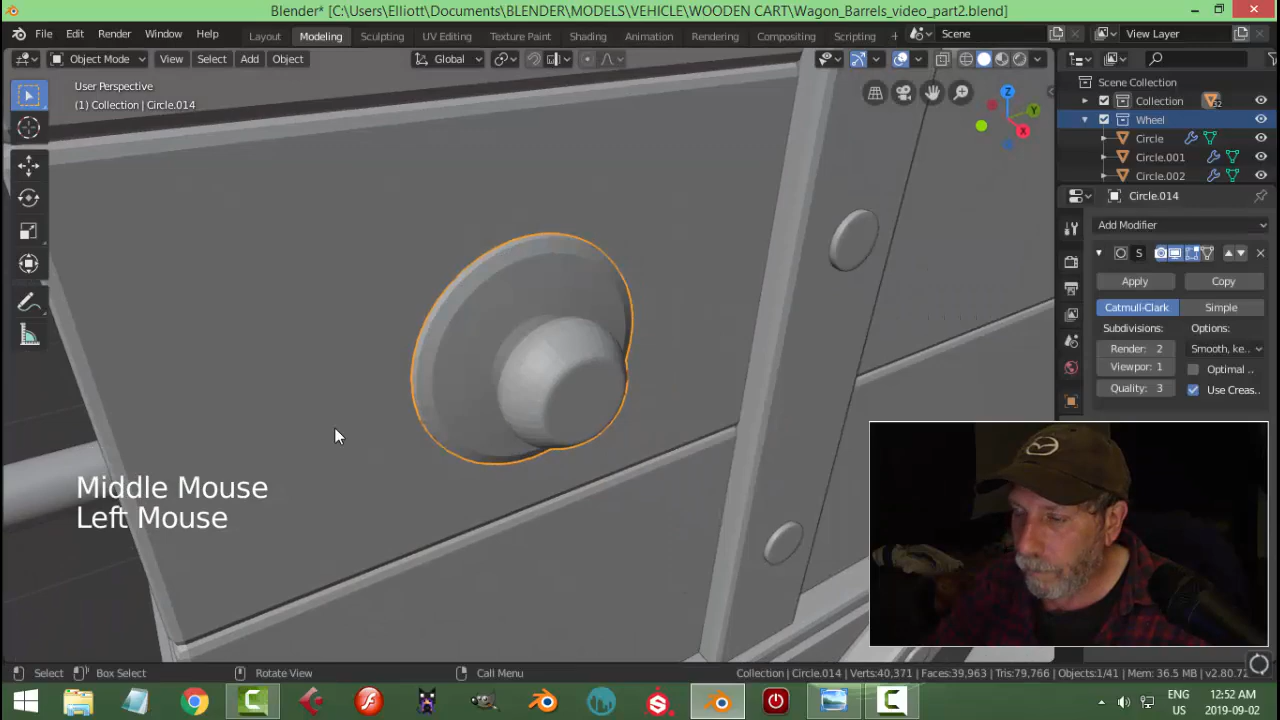 Blender* [C:\Users\Elliott\Documents\BLENDER\MODELS\VEHICLE\WOODEN CART\Wagon_Barrels_video_part2.blend]
File Edit Render Window Help Layout Modeling Sculpting UV Editing Texture Paint Shading Animation Rendering Compositing Scripting Scene View Layer
Object Mode View Select Add Object Global
User Perspective
(1) Collection | Circle.014
Z
Y
X
Scene Collection
Collection 32
Wheel
Circle
Circle.001
Circle.002
Circle.014
Add Modifier
S
Apply Copy
Catmull-Clark Simple
Subdivisions: Options:
Render: 2 Smooth, ke..
Viewpor: 1 Optimal ..
Quality: 3 Use Creas..
Middle Mouse
Left Mouse
Select Box Select Rotate View Call Menu Collection | Circle.014 | Verts:40,371 | Faces:39,963 | Tris:79,766 | Objects:1/41 | Mem: 36.5 MB | v2.80.7
ENG 12:52 AM
US 2019-09-02